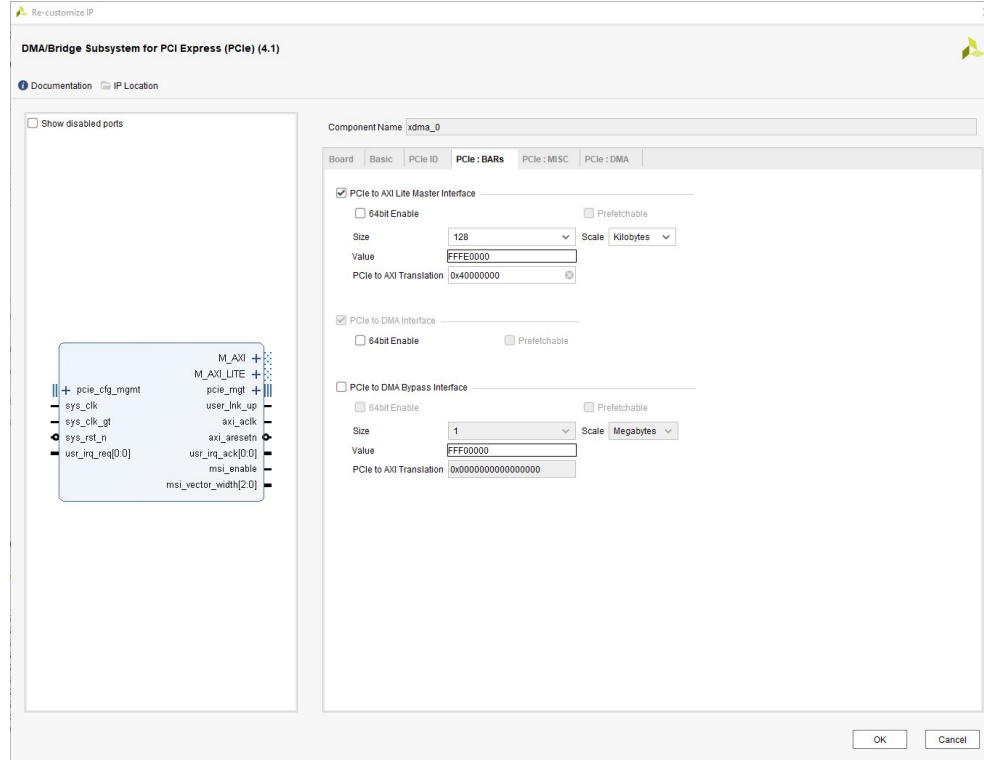 Re-customize IP
DMA/Bridge Subsystem for PCI Express (PCIe) (4.1)
Documentation IP Location
Show disabled ports
M_AXI
M_AXI_LITE
pcie_cfg_mgmt pcie_mgt
sys_clk user_lnk_up
sys_clk_gt axi_aclk
sys_rst_n axi_aresetn
usr_irq_req[0:0] usr_irq_ack[0:0]
msi_enable
msi_vector_width[2:0]
Component Name xdma_0
Board Basic PCIe ID PCIe : BARs PCIe : MISC PCIe : DMA
PCIe to AXI Lite Master Interface
64bit Enable Prefetchable
Size 128 Scale Kilobytes
Value FFFE0000
PCIe to AXI Translation 0x40000000
PCIe to DMA Interface
64bit Enable Prefetchable
PCIe to DMA Bypass Interface
64bit Enable Prefetchable
Size 1 Scale Megabytes
Value FFF00000
PCIe to AXI Translation 0x0000000000000000
OK Cancel